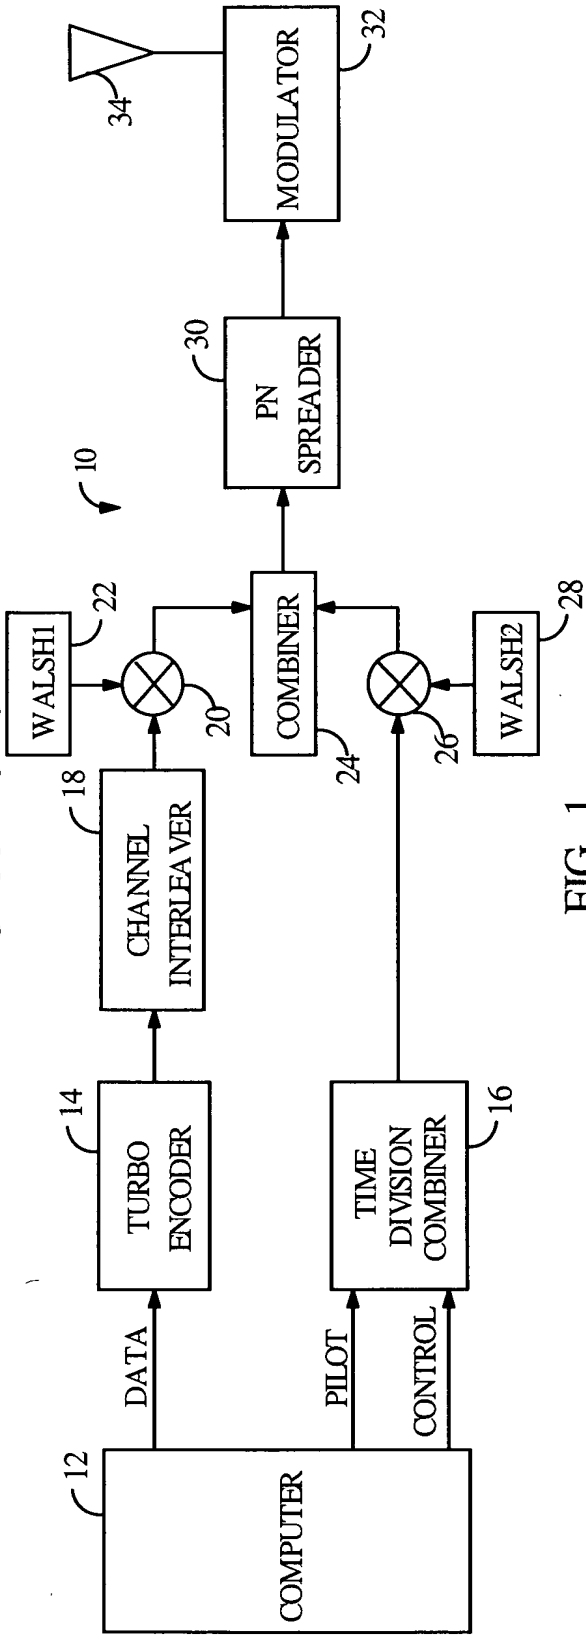 10
12
COMPUTER
DATA
PILOT
CONTROL
14
TURBO
ENCODER
TIME
DIVISION
COMBINER
16
18
CHANNEL
INTERLEAVER
WALSH1
22
20
COMBINER
24
26
WALSH2
28
30
PN
SPREADER
34
MODULATOR
32
FIG. 1